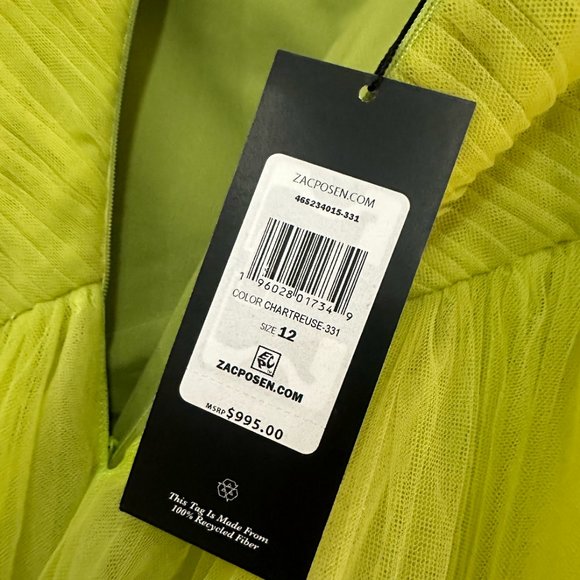 ZACPOSEN.COM
465234015-331
1 96028 01734 9
COLOR CHARTREUSE-331
SIZE 12
ZACPOSEN.COM
MSRP $995.00
This Tag Is Made From
100% Recycled Fiber